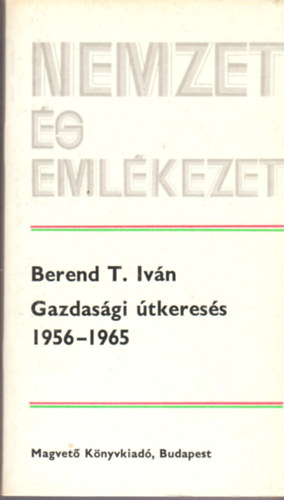 NEMZET
ÉS
EMLÉKEZET
Berend T. Iván
Gazdasági útkeresés
1956–1965
Magvető Könyvkiadó, Budapest